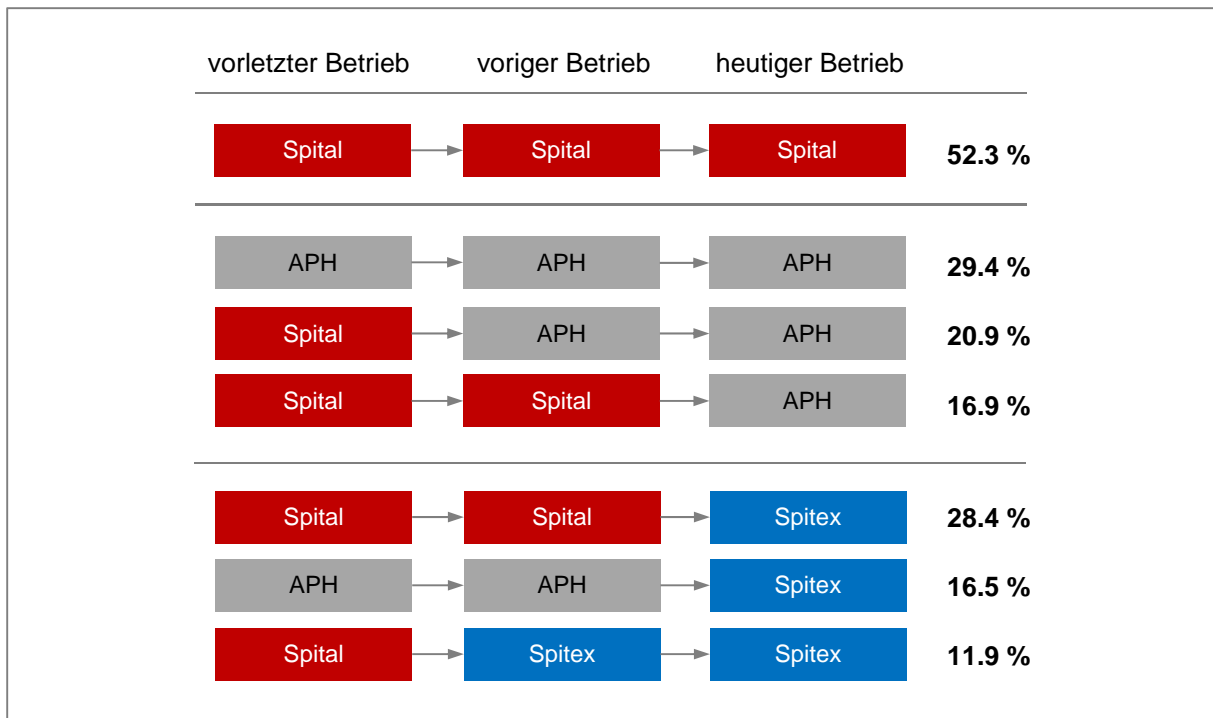 vorletzter Betrieb voriger Betrieb heutiger Betrieb
Spital Spital Spital 52.3 %
APH APH APH 29.4 %
Spital APH APH 20.9 %
Spital Spital APH 16.9 %
Spital Spital Spitex 28.4 %
APH APH Spitex 16.5 %
Spital Spitex Spitex 11.9 %